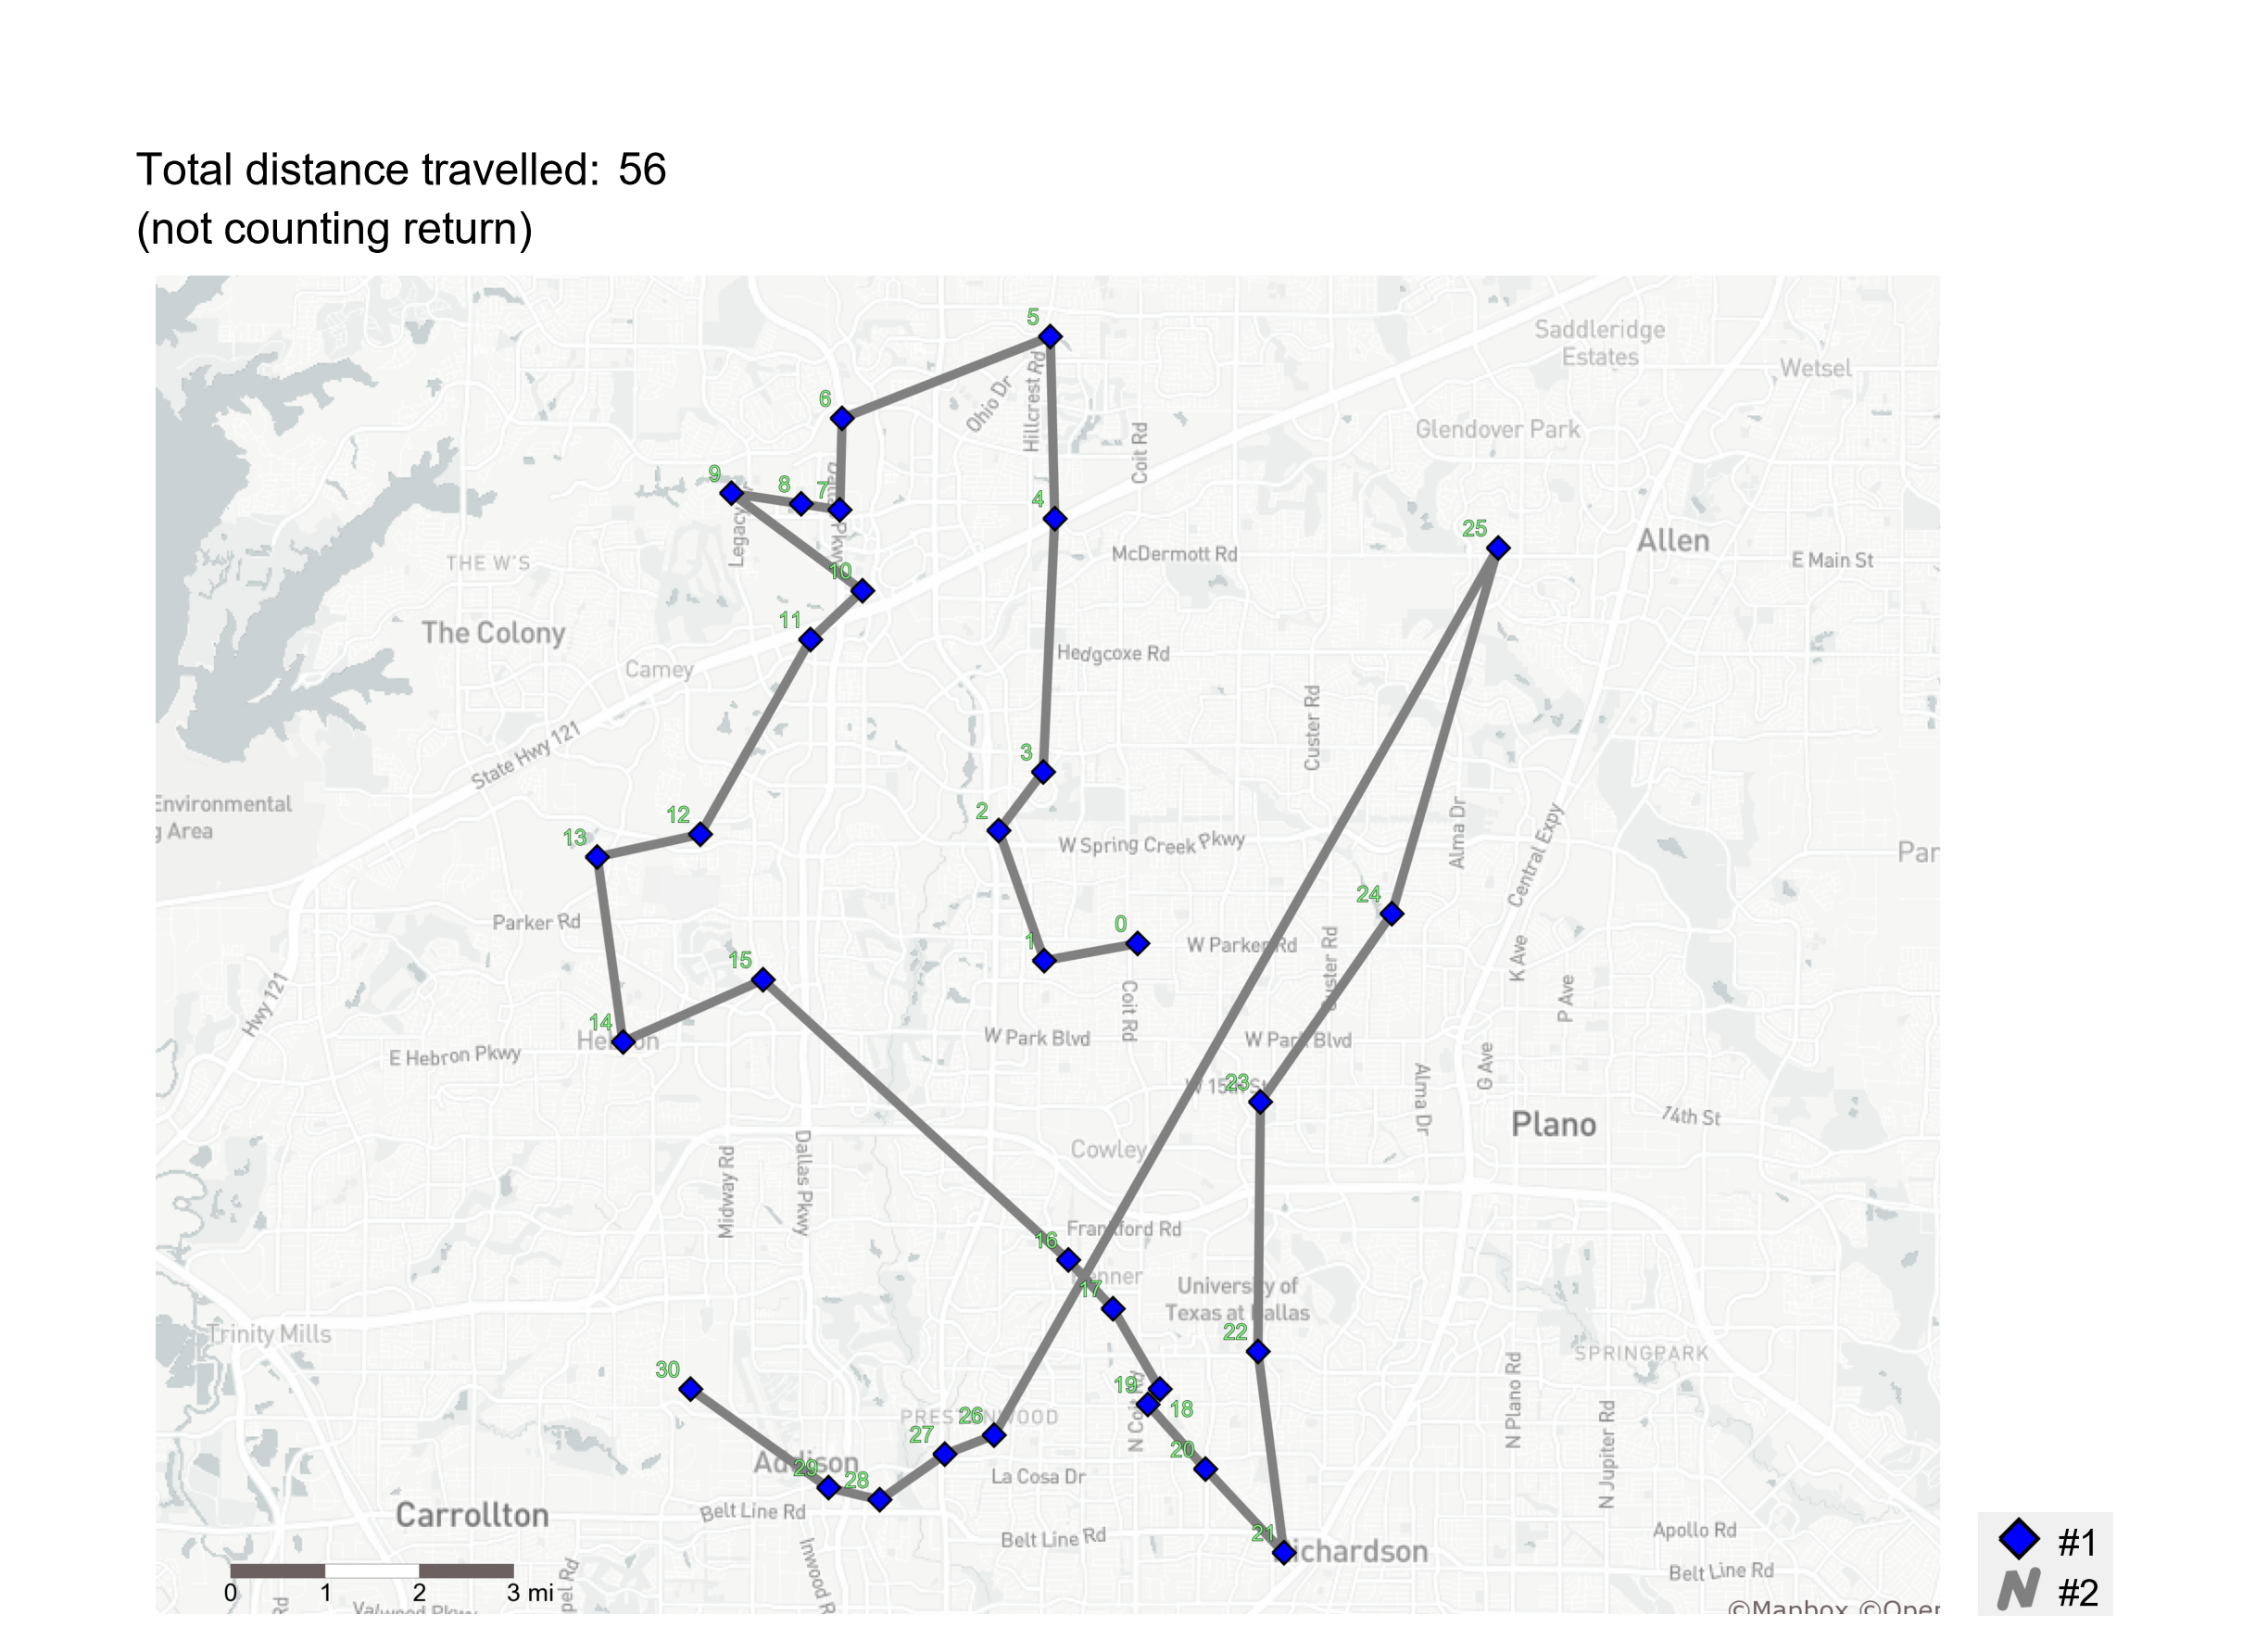 Total distance travelled: 56
(not counting return)
5
Saddleridge
Estates
Wetsel
Hillcrest Rd
Ohio Dr
6
Coit Rd
Glendover Park
9
8
7
4
Legacy
Pkwy
25
Allen
McDermott Rd
E Main St
THE W'S
10
11
The Colony
Camey
Hedgcoxe Rd
Custer Rd
State Hwy 121
3
Environmental
g Area
12
2
13
W Spring Creek Pkwy
Alma Dr
Central Expy
Par
24
Parker Rd
0
1
W Parker Rd
Custer Rd
K Ave
15
Hwy 121
Coit Rd
P Ave
14
W Park Blvd
W Park Blvd
E Hebron Pkwy
G Ave
23
W 15th St
Alma Dr
Plano
14th St
Cowley
Midway Rd
Dallas Pkwy
Frankford Rd
16
17
University of
Texas at Dallas
Trinity Mills
22
SPRINGPARK
30
19
18
N Plano Rd
N Jupiter Rd
26
27
20
Addison
La Cosa Dr
29
28
Belt Line Rd
Carrollton
Belt Line Rd
21
Richardson
Apollo Rd
Belt Line Rd
Inwood R
0 1 2 3 mi
pel Rd
Rd
Valwood Pkwy
©Mapbox ©Oper
#1
#2